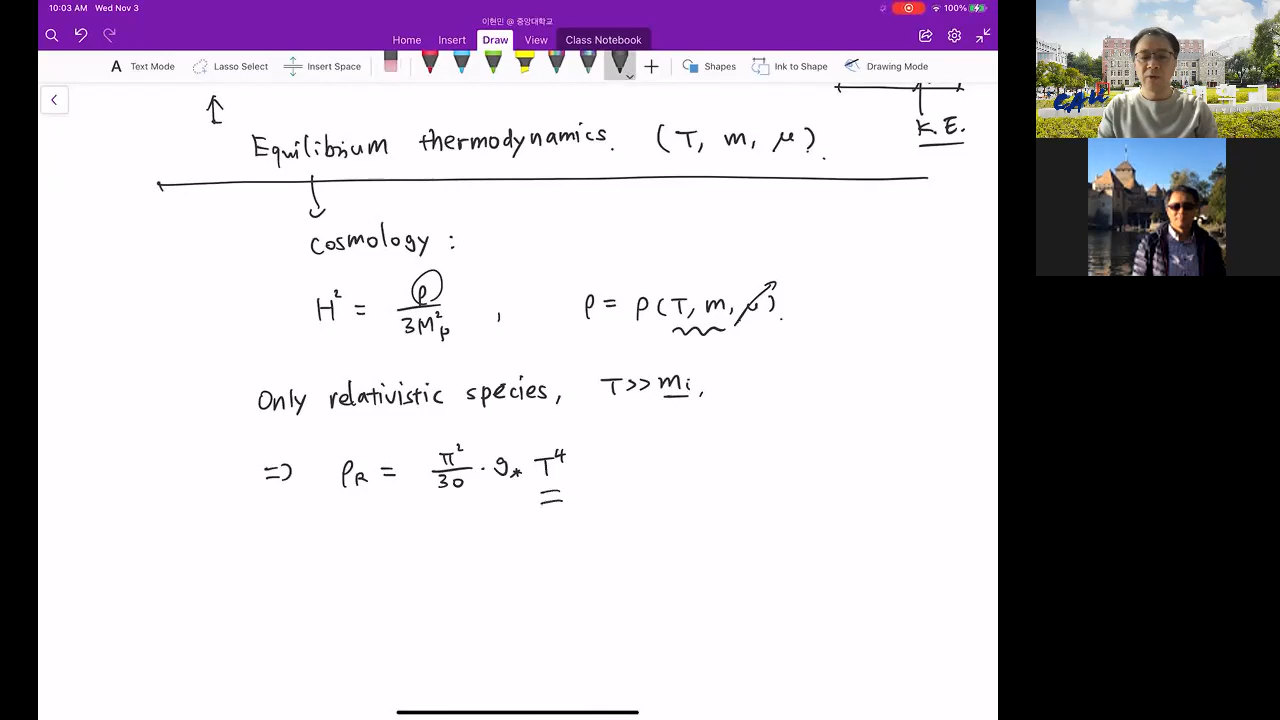 10:03 AM Wed Nov 3
100%
이현민 @ 중앙대학교
Home Insert Draw View Class Notebook
A Text Mode Lasso Select Insert Space Shapes Ink to Shape Drawing Mode
K.E.
Equilibrium thermodynamics. (T, m, μ).
Cosmology :
H² = ρ/3M_P² , ρ = ρ(T, m, μ).
Only relativistic species, T>>mi,
=> ρ_R = π²/30 · g_* T⁴
CAU